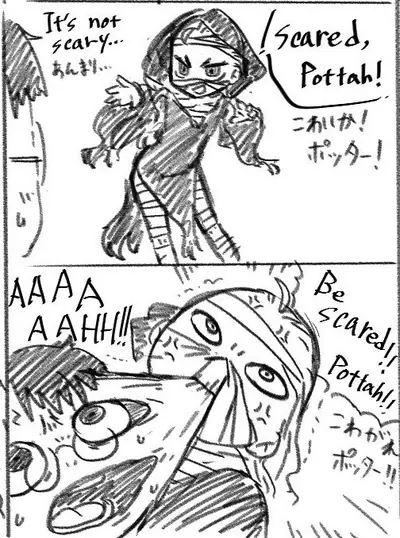 It's not
scary...
あんまり...
Scared,
Pottah!
こわいか!
ポッター!
AAAA
AAHH!!!
Be
scared!!
Pottah!!
こわがれ
ポッター!!